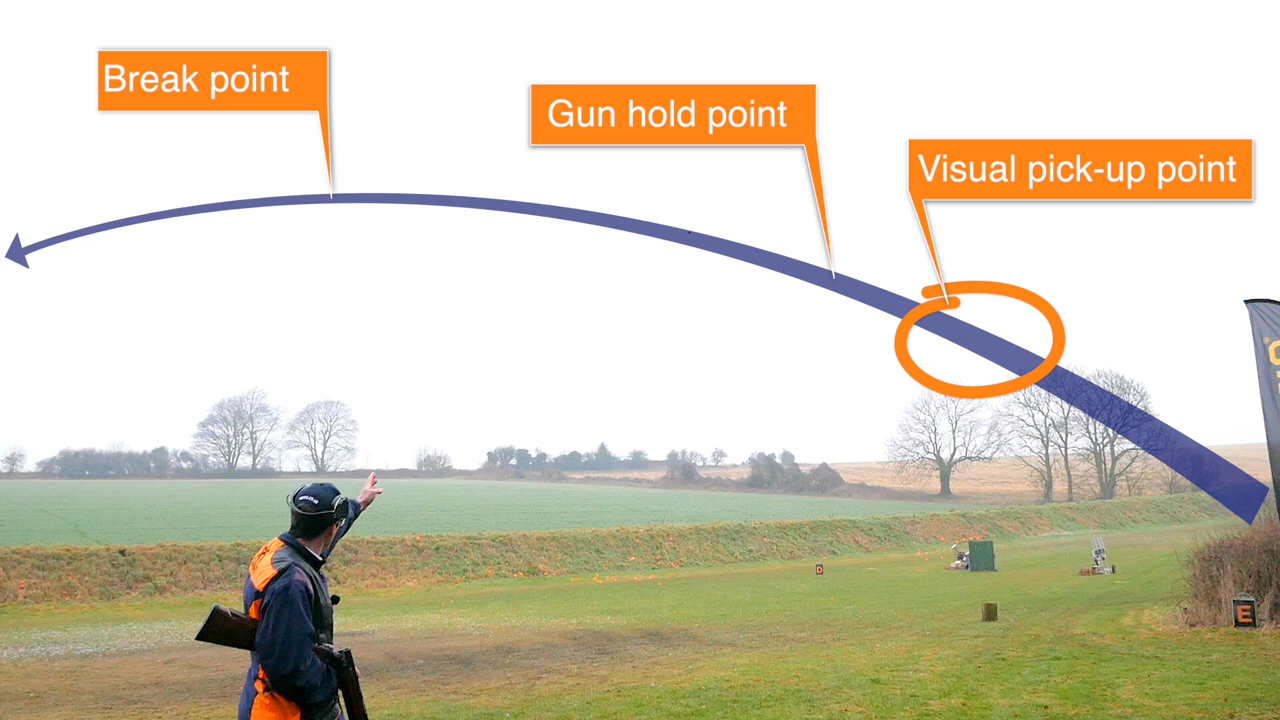 Break point
Gun hold point
Visual pick-up point
D
E